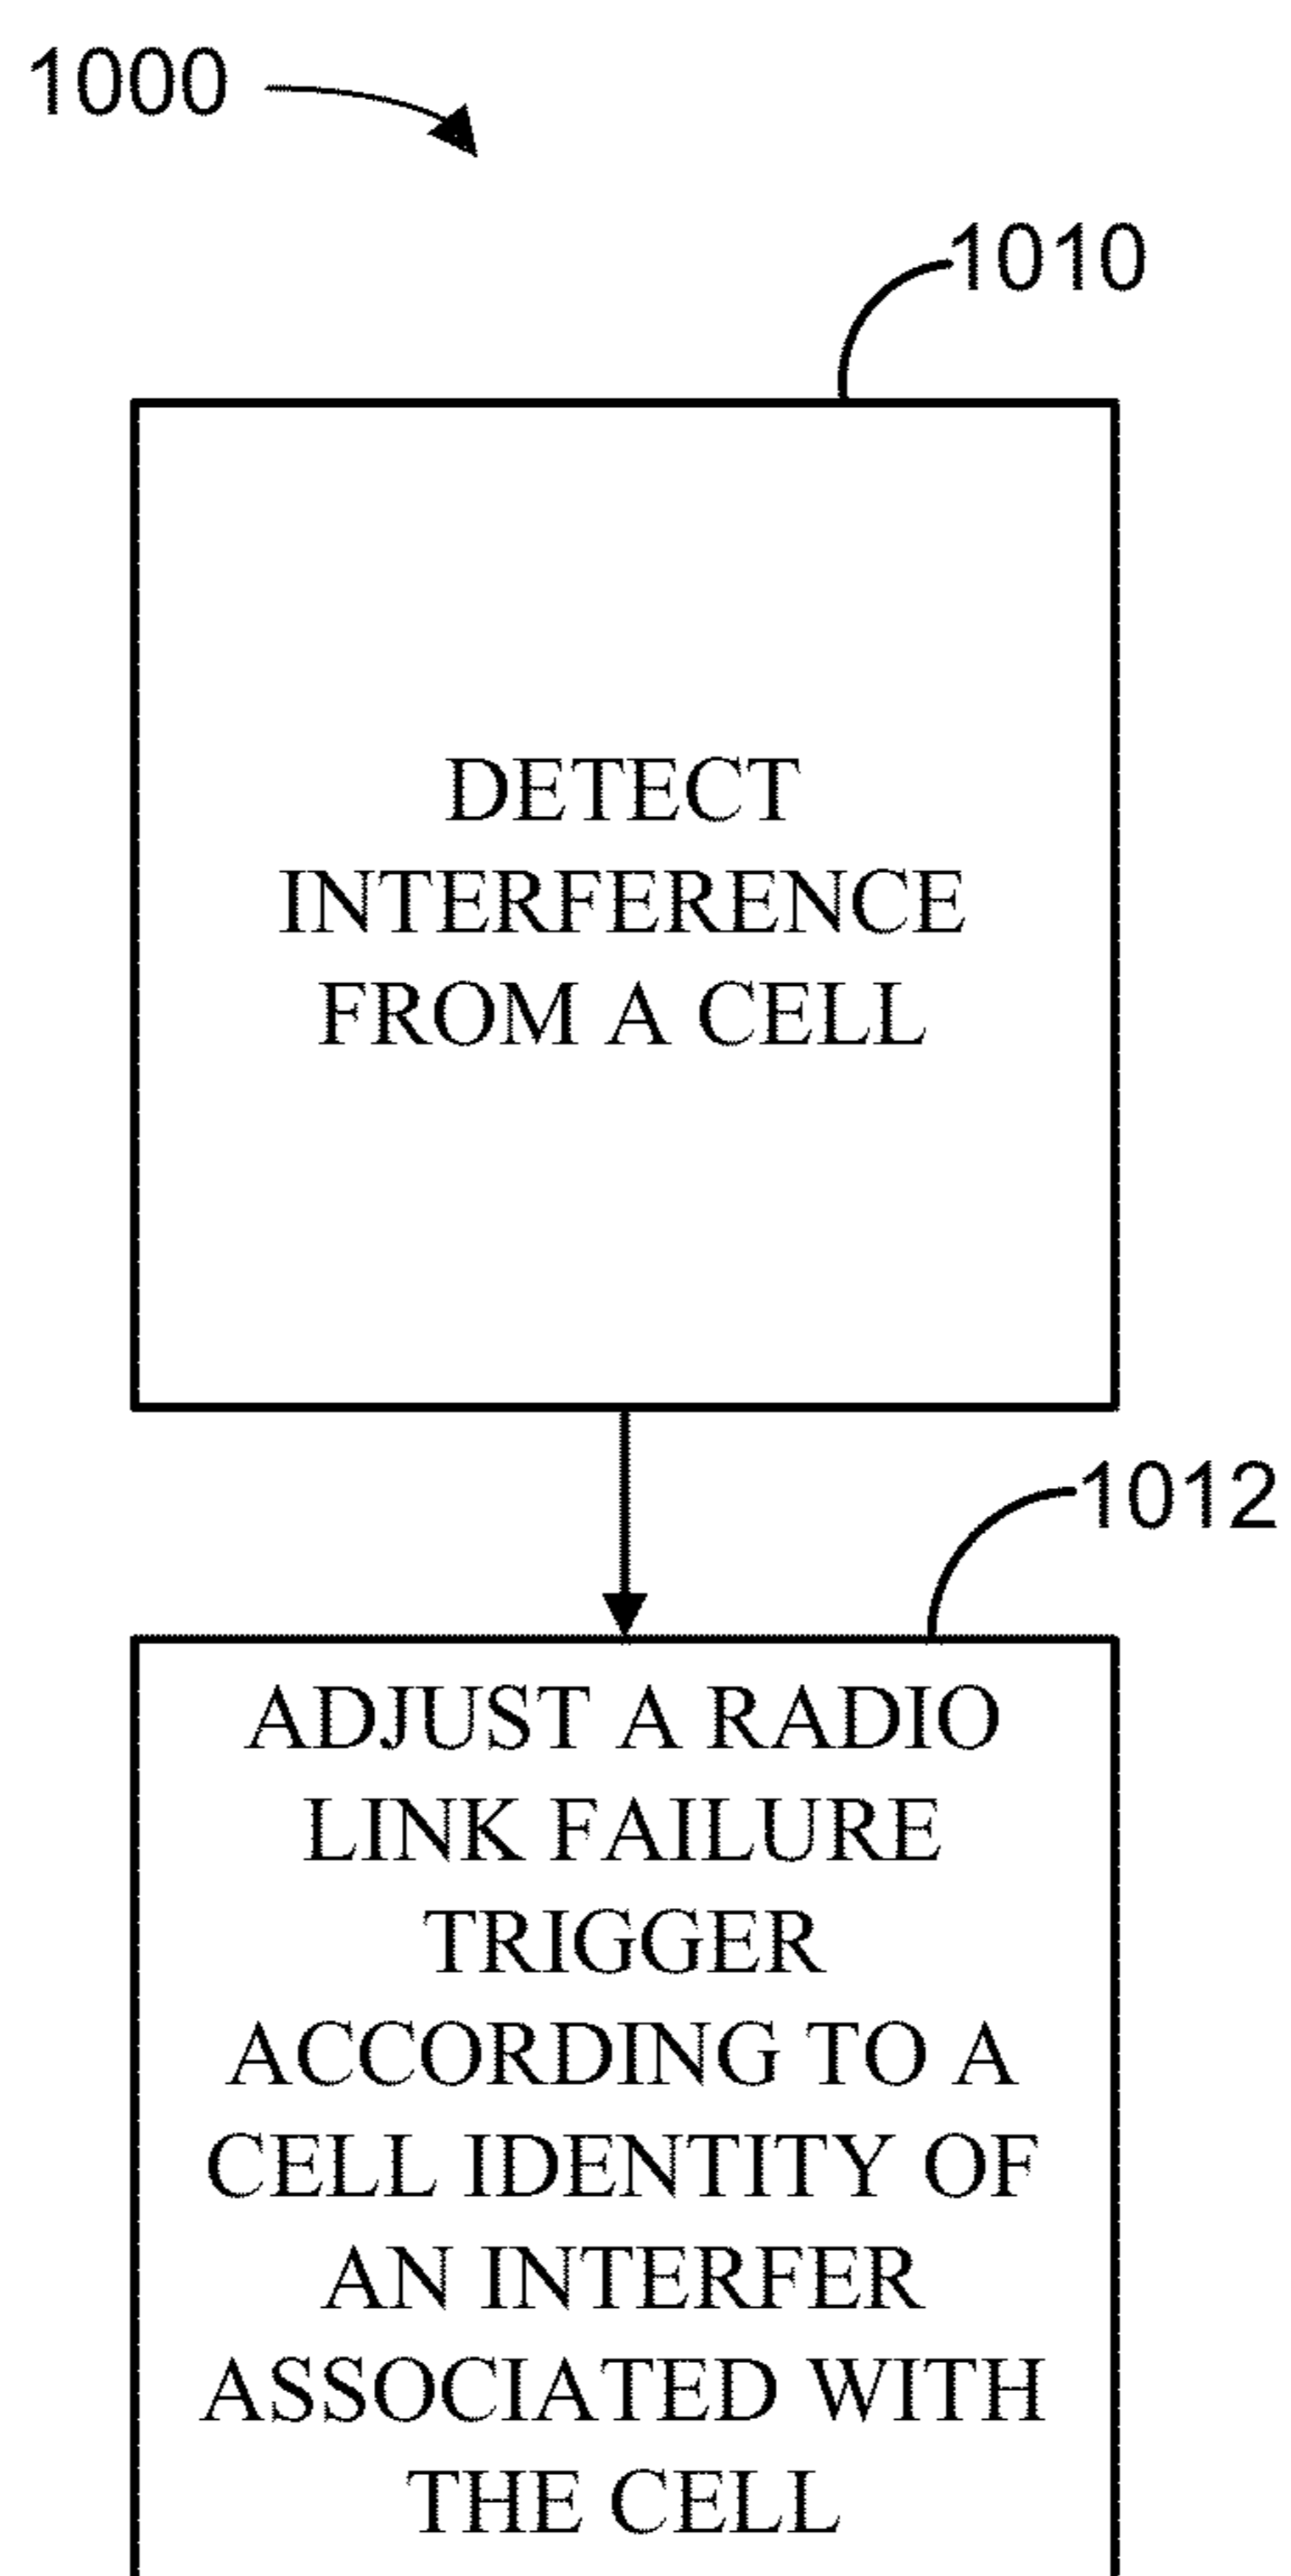 1000
1010
DETECT
INTERFERENCE
FROM A CELL
1012
ADJUST A RADIO
LINK FAILURE
TRIGGER
ACCORDING TO A
CELL IDENTITY OF
AN INTERFER
ASSOCIATED WITH
THE CELL